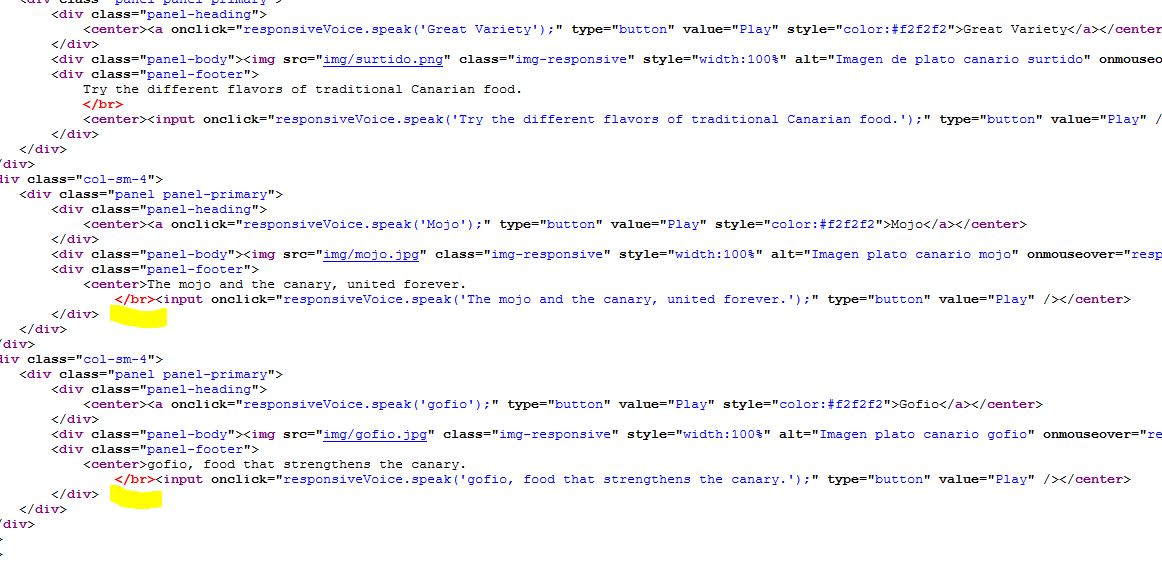 <div class="panel panel-primary">
<div class="panel-heading">
<center><a onclick="responsiveVoice.speak('Great Variety');" type="button" value="Play" style="color:#f2f2f2">Great Variety</a></center
</div>
<div class="panel-body"><img src="img/surtido.png" class="img-responsive" style="width:100%" alt="Imagen de plato canario surtido" onmouseo
<div class="panel-footer">
Try the different flavors of traditional Canarian food.
</br>
<center><input onclick="responsiveVoice.speak('Try the different flavors of traditional Canarian food.');" type="button" value="Play" /
</div>
</div>
/div>
div class="col-sm-4">
<div class="panel panel-primary">
<div class="panel-heading">
<center><a onclick="responsiveVoice.speak('Mojo');" type="button" value="Play" style="color:#f2f2f2">Mojo</a></center>
</div>
<div class="panel-body"><img src="img/mojo.jpg" class="img-responsive" style="width:100%" alt="Imagen plato canario mojo" onmouseover="resp
<div class="panel-footer">
<center>The mojo and the canary, united forever.
</br><input onclick="responsiveVoice.speak('The mojo and the canary, united forever.');" type="button" value="Play" /></center>
</div>
</div>
/div>
div class="col-sm-4">
<div class="panel panel-primary">
<div class="panel-heading">
<center><a onclick="responsiveVoice.speak('gofio');" type="button" value="Play" style="color:#f2f2f2">Gofio</a></center>
</div>
<div class="panel-body"><img src="img/gofio.jpg" class="img-responsive" style="width:100%" alt="Imagen plato canario gofio" onmouseover="re
<div class="panel-footer">
<center>gofio, food that strengthens the canary.
</br><input onclick="responsiveVoice.speak('gofio, food that strengthens the canary.');" type="button" value="Play" /></center>
</div>
</div>
/div>
>
>